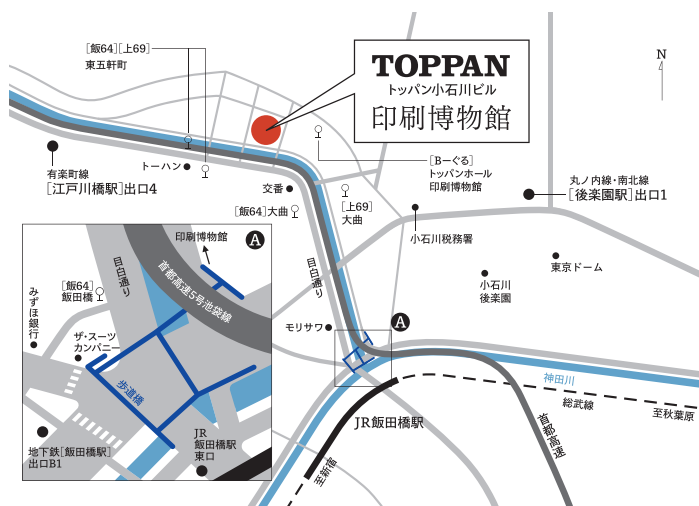 [飯64][上69]
東五軒町
TOPPAN
トッパン小石川ビル
印刷博物館
N
有楽町線
[江戸川橋駅]出口4
トーハン
交番
[飯64]大曲
[Bーぐる]
トッパンホール
印刷博物館
[上69]
大曲
丸ノ内線・南北線
[後楽園駅]出口1
小石川税務署
東京ドーム
小石川
後楽園
目白通り
モリサワ
A
神田川
総武線
至秋葉原
首都高速
JR飯田橋駅
至新宿
印刷博物館
A
目白通り
首都高速5号池袋線
[飯64]
飯田橋
みずほ銀行
ザ・スーツ
カンパニー
歩道橋
地下鉄[飯田橋駅]
出口B1
JR
飯田橋駅
東口